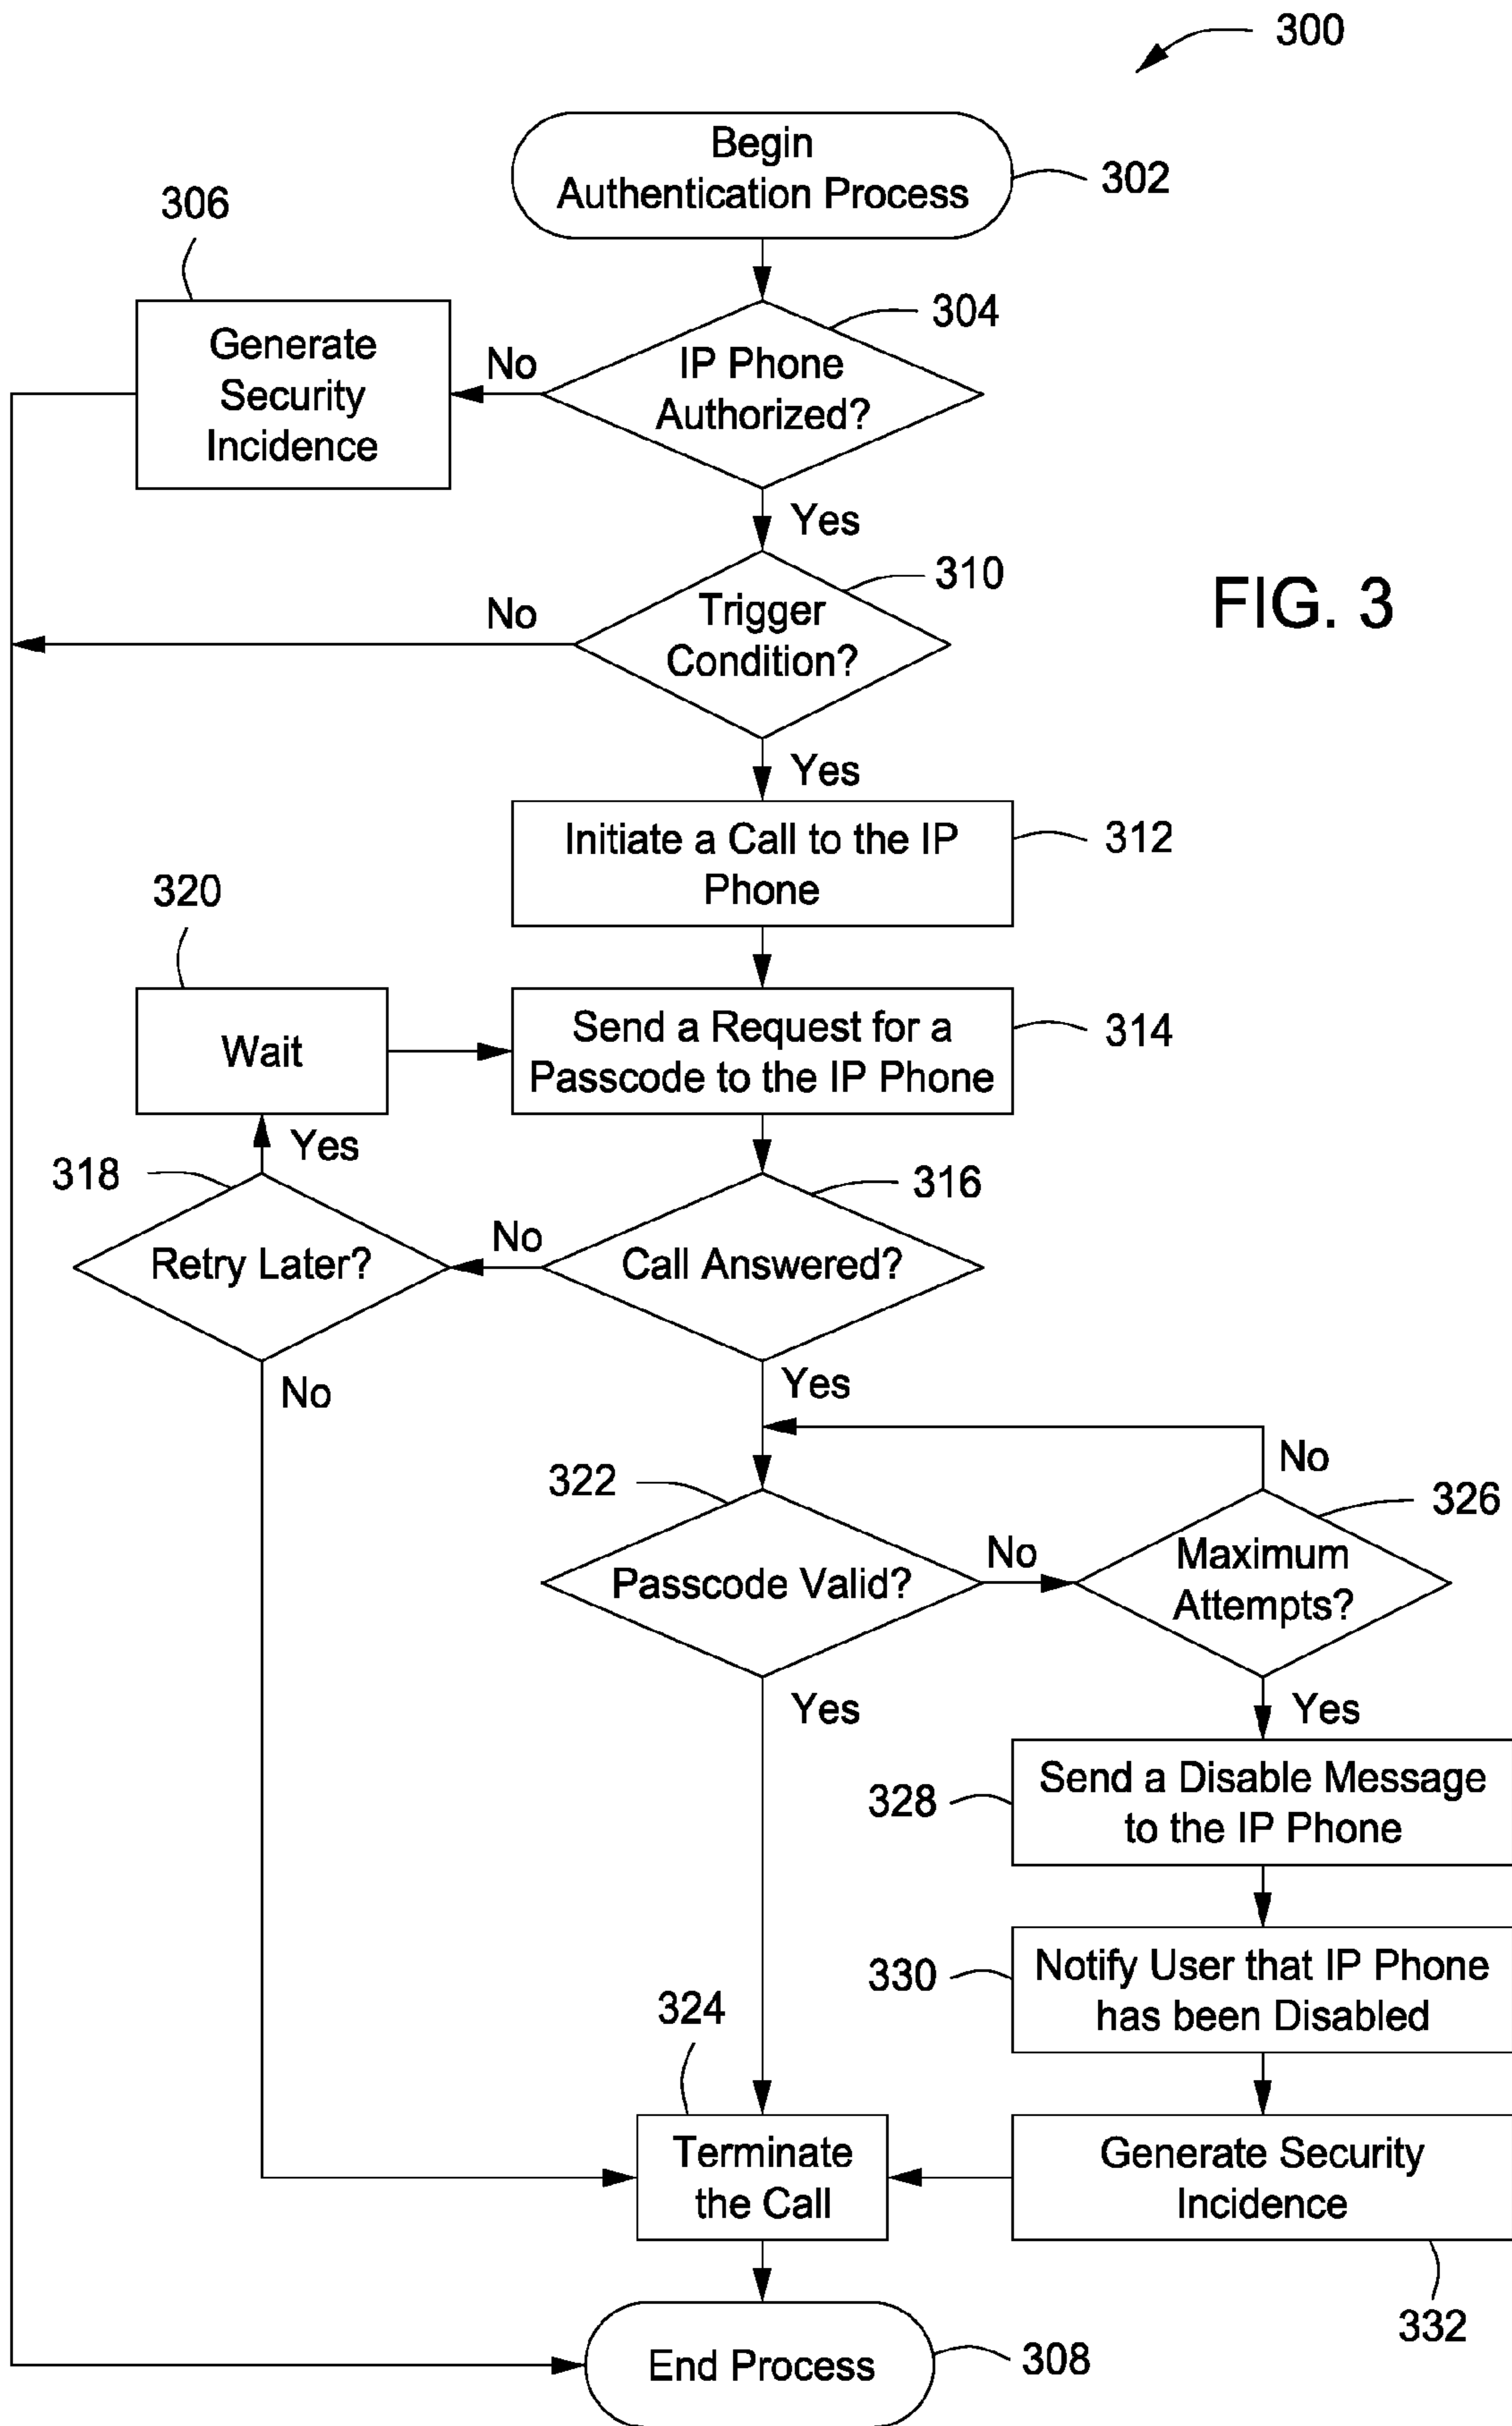 300
Begin
Authentication Process
302
306
304
Generate
Security
Incidence
No
IP Phone
Authorized?
Yes
310
No
Trigger
Condition?
FIG. 3
Yes
Initiate a Call to the IP
Phone
312
320
Wait
Send a Request for a
Passcode to the IP Phone
314
Yes
318
316
Retry Later?
No
Call Answered?
No
Yes
No
322
326
Passcode Valid?
No
Maximum
Attempts?
Yes
Yes
328
Send a Disable Message
to the IP Phone
330
Notify User that IP Phone
has been Disabled
324
Terminate
the Call
Generate Security
Incidence
332
End Process
308